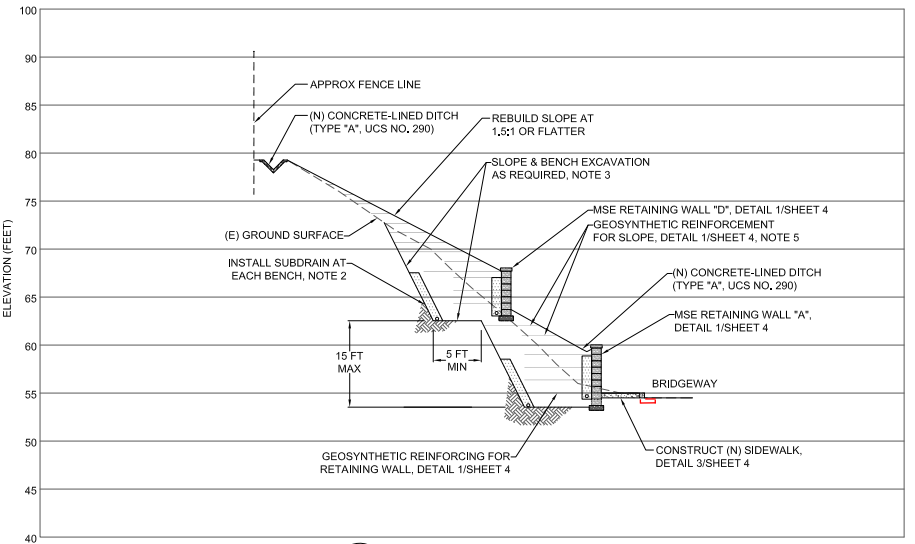 100
90
85
80
75
70
65
60
55
50
45
40
ELEVATION (FEET)
APPROX FENCE LINE
(N) CONCRETE-LINED DITCH
(TYPE "A", UCS NO. 290)
REBUILD SLOPE AT
1.5:1 OR FLATTER
SLOPE & BENCH EXCAVATION
AS REQUIRED, NOTE 3
MSE RETAINING WALL "D", DETAIL 1/SHEET 4
GEOSYNTHETIC REINFORCEMENT
FOR SLOPE, DETAIL 1/SHEET 4, NOTE 5
(E) GROUND SURFACE
INSTALL SUBDRAIN AT
EACH BENCH, NOTE 2
(N) CONCRETE-LINED DITCH
(TYPE "A", UCS NO. 290)
MSE RETAINING WALL "A",
DETAIL 1/SHEET 4
15 FT
MAX
5 FT
MIN
BRIDGEWAY
GEOSYNTHETIC REINFORCING FOR
RETAINING WALL, DETAIL 1/SHEET 4
CONSTRUCT (N) SIDEWALK,
DETAIL 3/SHEET 4